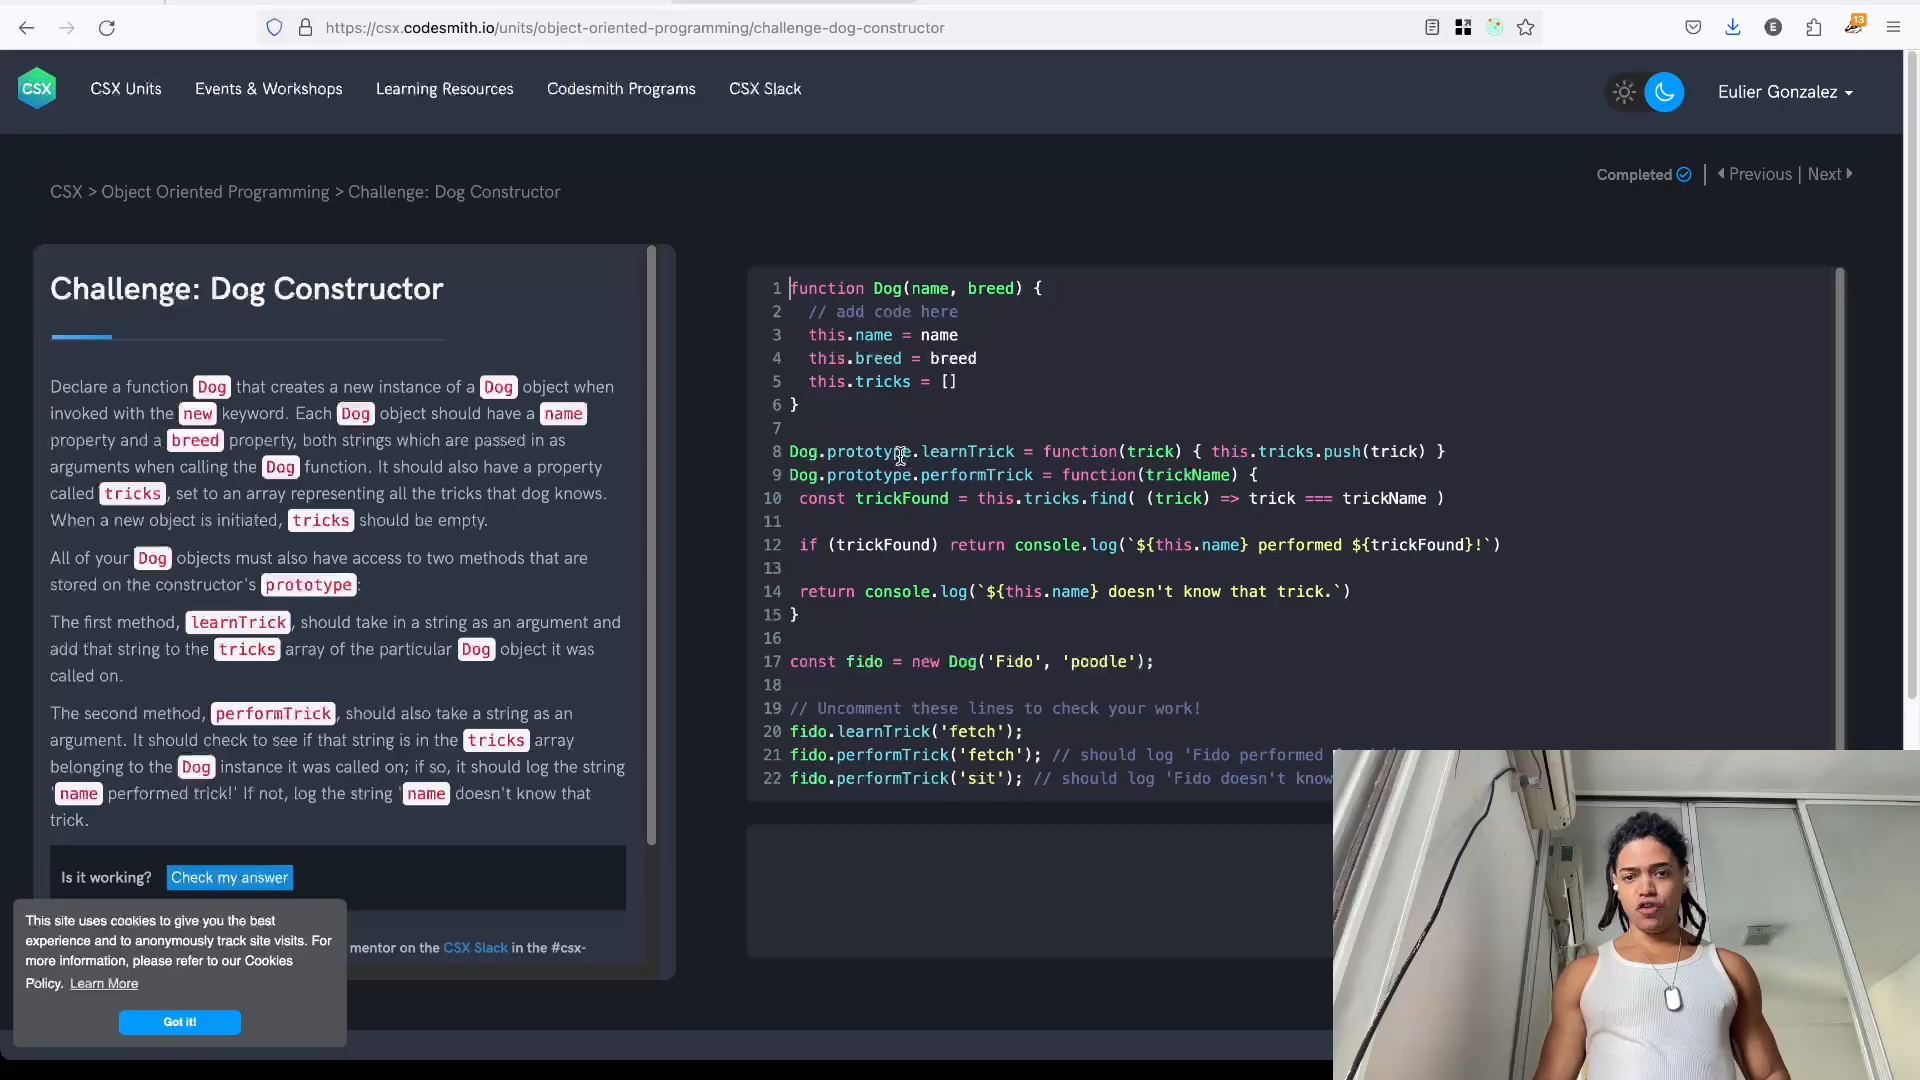 https://csx.codesmith.io/units/object-oriented-programming/challenge-dog-constructor
E
13
CSX
CSX Units
Events & Workshops
Learning Resources
Codesmith Programs
CSX Slack
Eulier Gonzalez
CSX > Object Oriented Programming > Challenge: Dog Constructor
Completed
Previous | Next
Challenge: Dog Constructor
Declare a function Dog that creates a new instance of a Dog object when
invoked with the new keyword. Each Dog object should have a name
property and a breed property, both strings which are passed in as
arguments when calling the Dog function. It should also have a property
called tricks, set to an array representing all the tricks that dog knows.
When a new object is initiated, tricks should be empty.
All of your Dog objects must also have access to two methods that are
stored on the constructor's prototype:
The first method, learnTrick, should take in a string as an argument and
add that string to the tricks array of the particular Dog object it was
called on.
The second method, performTrick, should also take a string as an
argument. It should check to see if that string is in the tricks array
belonging to the Dog instance it was called on; if so, it should log the string
'name performed trick!' If not, log the string 'name doesn't know that
trick.
Is it working? Check my answer
mentor on the CSX Slack in the #csx-
This site uses cookies to give you the best
experience and to anonymously track site visits. For
more information, please refer to our Cookies
Policy. Learn More
Got it!
1 function Dog(name, breed) {
2 // add code here
3 this.name = name
4 this.breed = breed
5 this.tricks = []
6 }
7
8 Dog.prototype.learnTrick = function(trick) { this.tricks.push(trick) }
9 Dog.prototype.performTrick = function(trickName) {
10 const trickFound = this.tricks.find( (trick) => trick === trickName )
11
12 if (trickFound) return console.log(`${this.name} performed ${trickFound}!`)
13
14 return console.log(`${this.name} doesn't know that trick.`)
15 }
16
17 const fido = new Dog('Fido', 'poodle');
18
19 // Uncomment these lines to check your work!
20 fido.learnTrick('fetch');
21 fido.performTrick('fetch'); // should log 'Fido performed
22 fido.performTrick('sit'); // should log 'Fido doesn't know